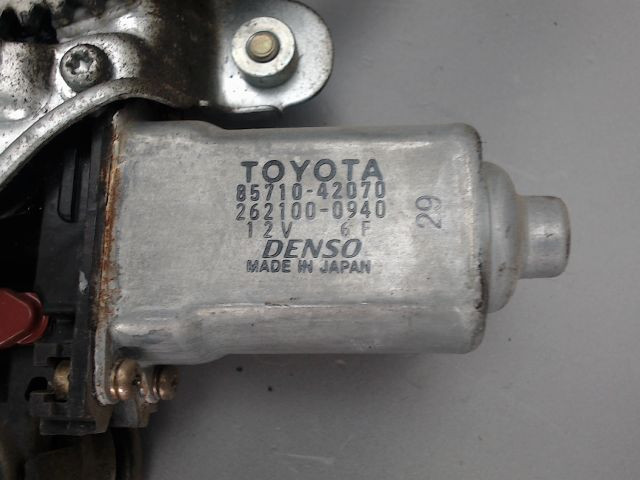 TOYOTA
85710-42070
262100-0940
12V 6F
DENSO
MADE IN JAPAN
29